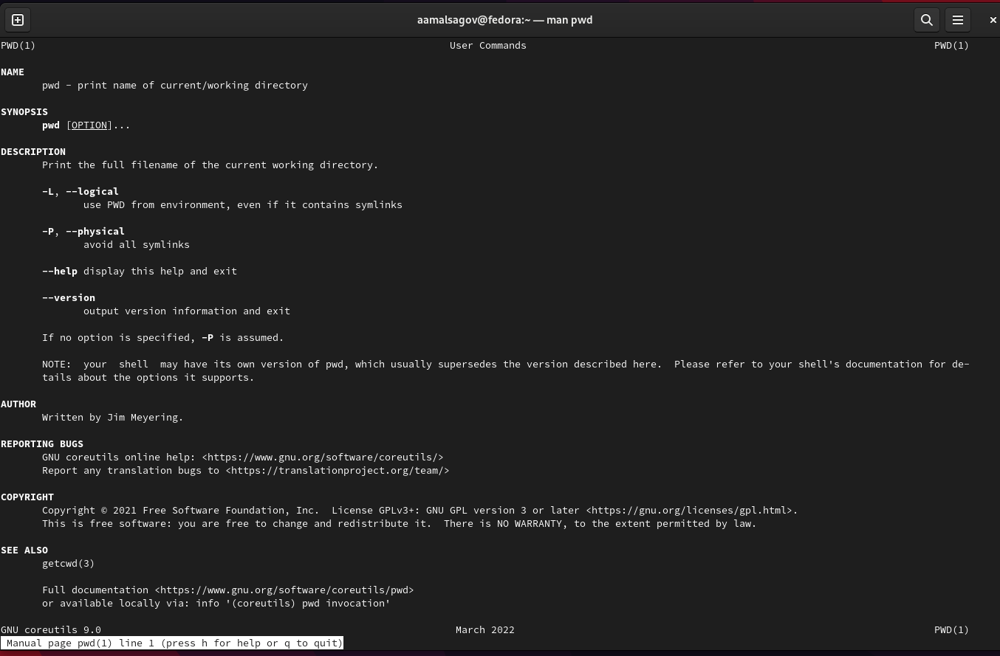 aamalsagov@fedora:~ — man pwd
PWD(1) User Commands PWD(1)
NAME
pwd - print name of current/working directory
SYNOPSIS
pwd [OPTION]...
DESCRIPTION
Print the full filename of the current working directory.
-L, --logical
use PWD from environment, even if it contains symlinks
-P, --physical
avoid all symlinks
--help display this help and exit
--version
output version information and exit
If no option is specified, -P is assumed.
NOTE:  your  shell  may have its own version of pwd, which usually supersedes the version described here.  Please refer to your shell's documentation for de-
tails about the options it supports.
AUTHOR
Written by Jim Meyering.
REPORTING BUGS
GNU coreutils online help: <https://www.gnu.org/software/coreutils/>
Report any translation bugs to <https://translationproject.org/team/>
COPYRIGHT
Copyright © 2021 Free Software Foundation, Inc.  License GPLv3+: GNU GPL version 3 or later <https://gnu.org/licenses/gpl.html>.
This is free software: you are free to change and redistribute it.  There is NO WARRANTY, to the extent permitted by law.
SEE ALSO
getcwd(3)
Full documentation <https://www.gnu.org/software/coreutils/pwd>
or available locally via: info '(coreutils) pwd invocation'
GNU coreutils 9.0 March 2022 PWD(1)
Manual page pwd(1) line 1 (press h for help or q to quit)